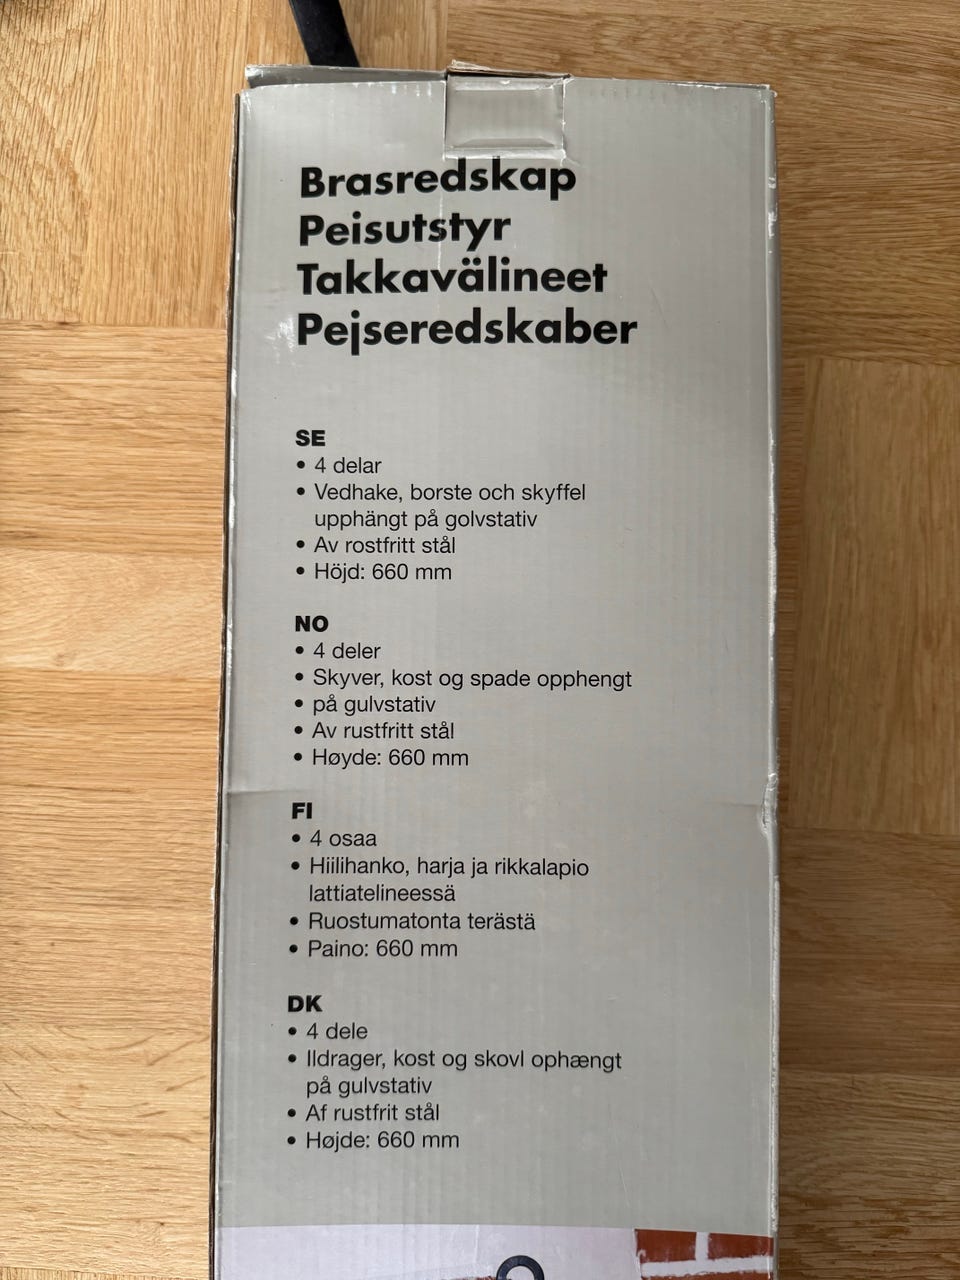 Brasredskap
Peisutstyr
Takkavälineet
Pejseredskaber
SE
• 4 delar
• Vedhake, borste och skyffel
upphängt på golvstativ
• Av rostfritt stål
• Höjd: 660 mm
NO
• 4 deler
• Skyver, kost og spade opphengt
• på gulvstativ
• Av rustfritt stål
• Høyde: 660 mm
FI
• 4 osaa
• Hiilihanko, harja ja rikkalapio
lattiatelineessä
• Ruostumatonta terästä
• Paino: 660 mm
DK
• 4 dele
• Ildrager, kost og skovl ophængt
på gulvstativ
• Af rustfrit stål
• Højde: 660 mm